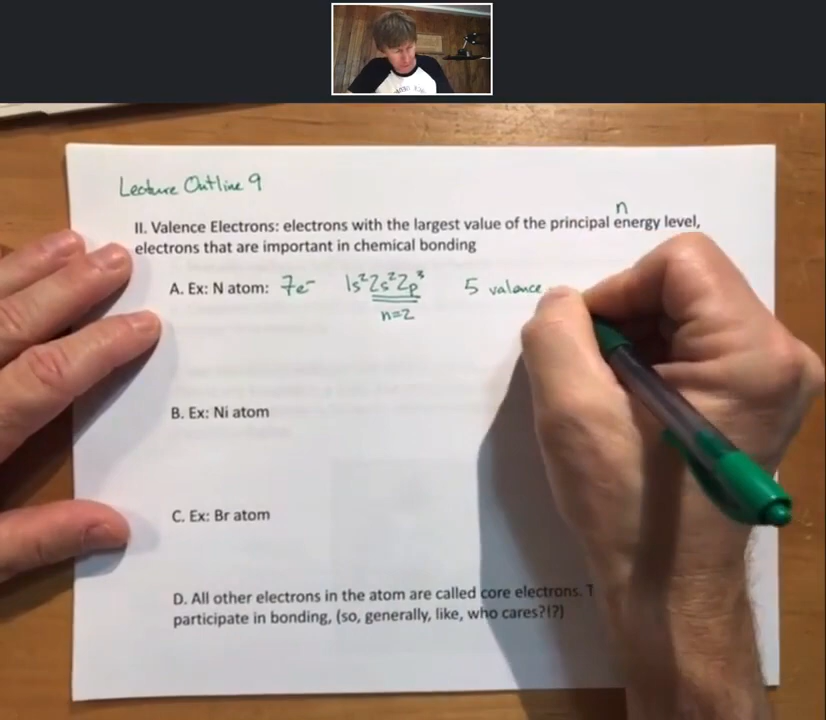 Lecture Outline 9
n
II. Valence Electrons: electrons with the largest value of the principal energy level,
electrons that are important in chemical bonding
A. Ex: N atom: 7e⁻ 1s²2s²2p³ 5 valance
n=2
B. Ex: Ni atom
C. Ex: Br atom
D. All other electrons in the atom are called core electrons. T
participate in bonding, (so, generally, like, who cares?!?)